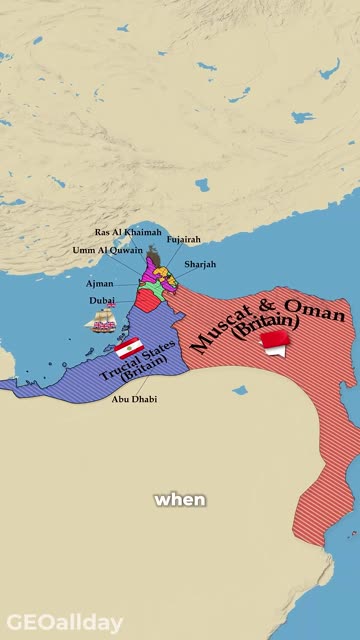 Ras Al Khaimah
Fujairah
Umm Al Quwain
Sharjah
Ajman
Dubai
Muscat & Oman
(Britain)
Trucial States
(Britain)
Abu Dhabi
when
GEOallday